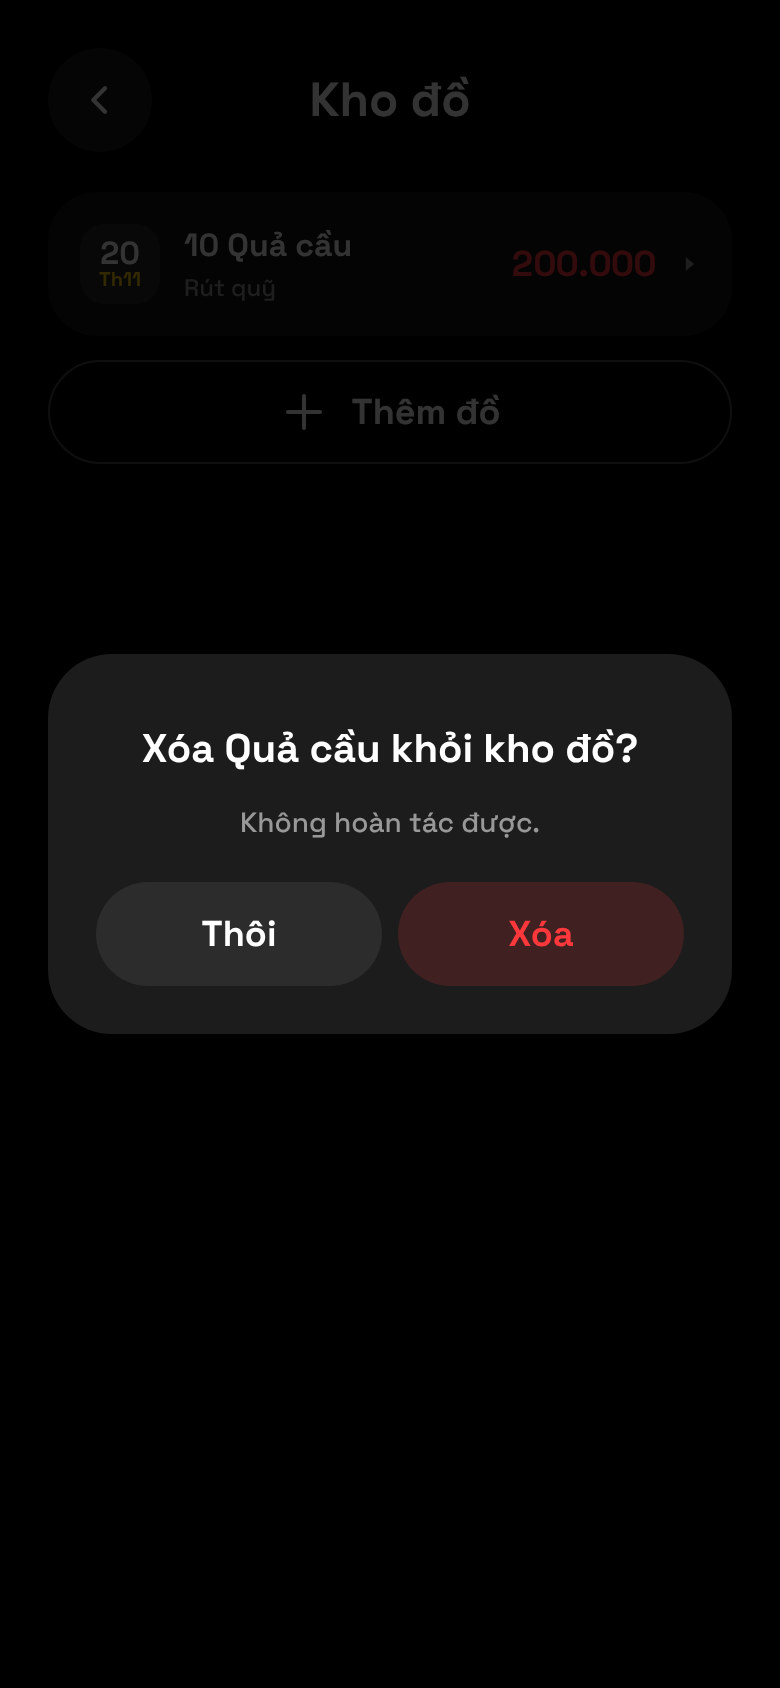 Kho đồ
20
Th11
10 Quả cầu
Rút quỹ
200.000
Thêm đồ
Xóa Quả cầu khỏi kho đồ?
Không hoàn tác được.
Thôi
Xóa